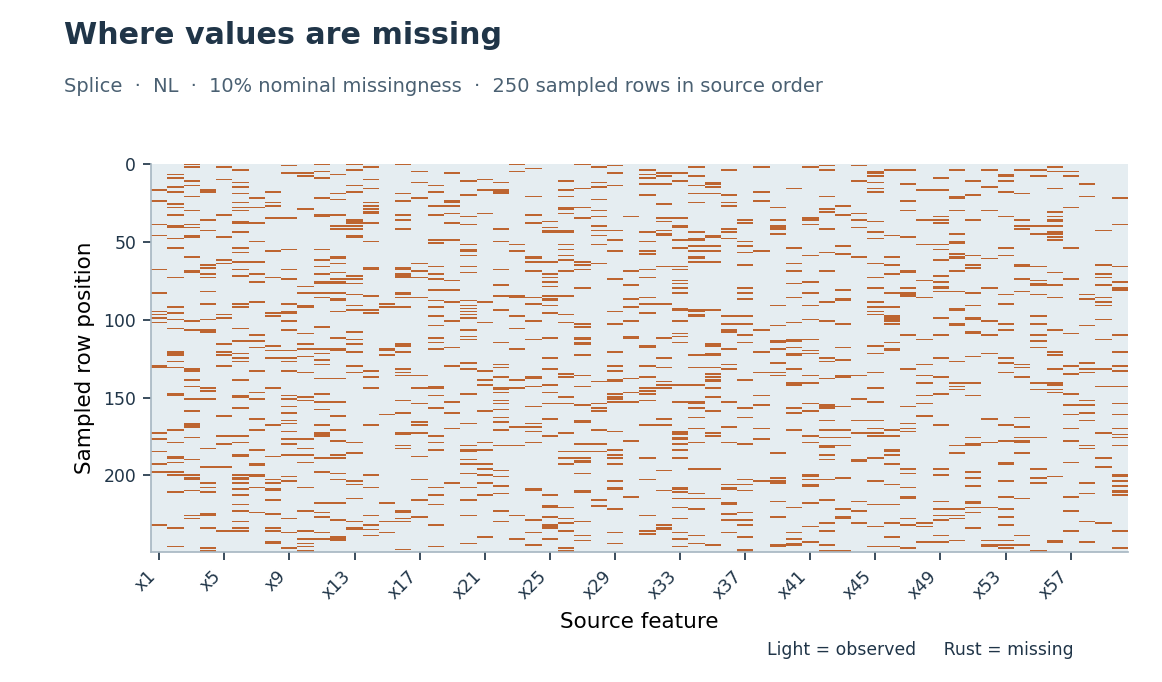 Where values are missing
Splice · NL · 10% nominal missingness · 250 sampled rows in source order
0
50
100
150
200
Sampled row position
x1 x5 x9 x13 x17 x21 x25 x29 x33 x37 x41 x45 x49 x53 x57
Source feature
Light = observed Rust = missing